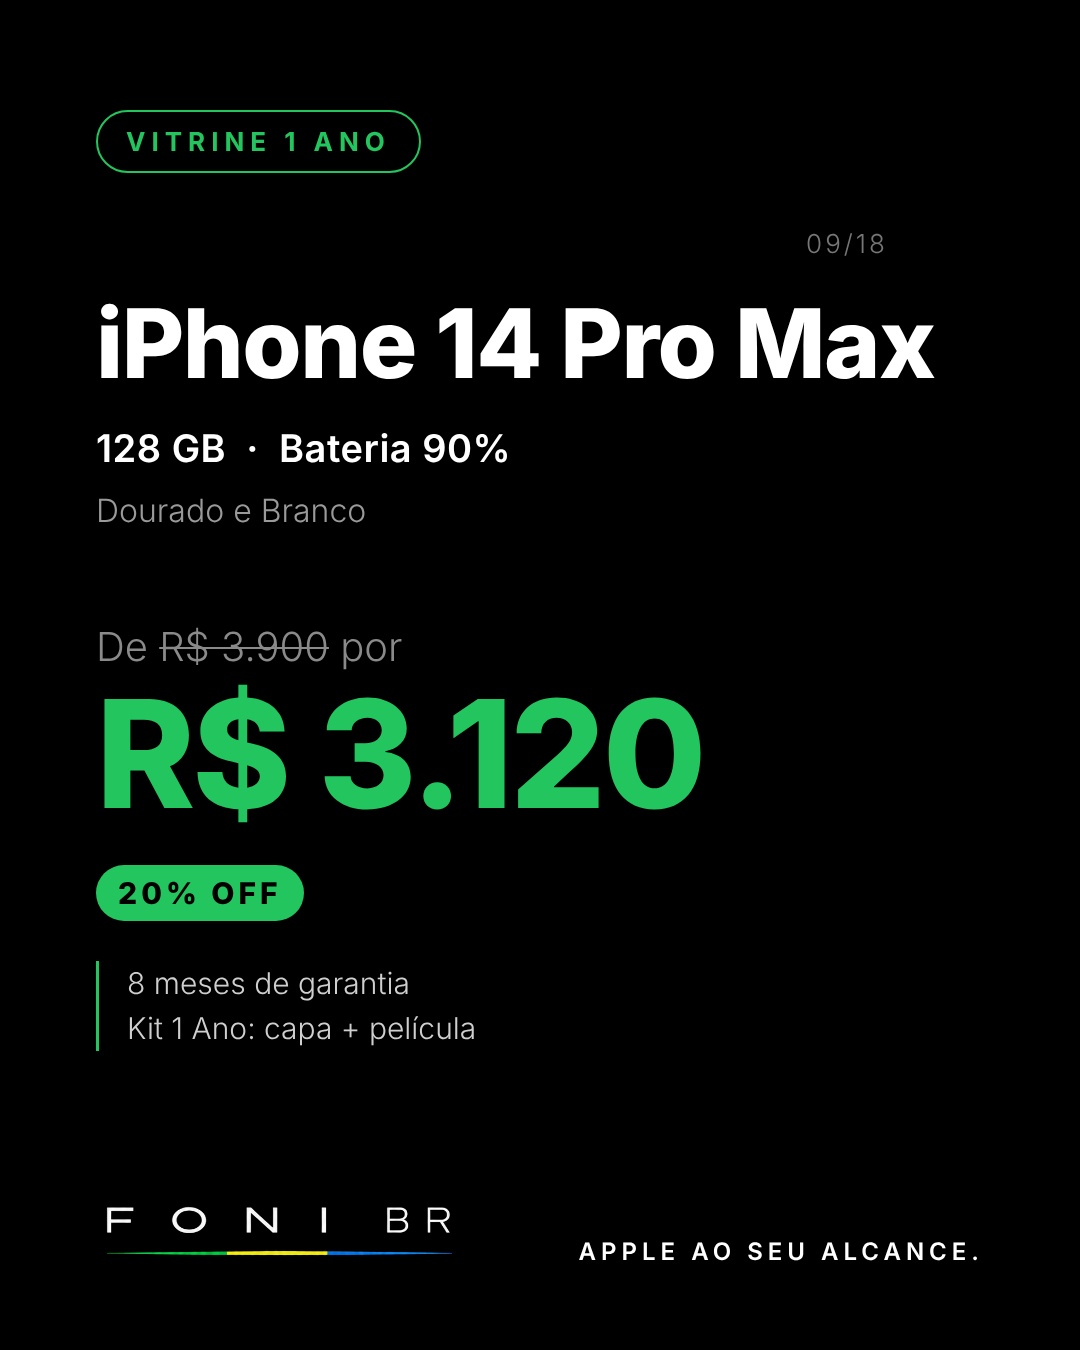 VITRINE 1 ANO
09/18
iPhone 14 Pro Max
128 GB · Bateria 90%
Dourado e Branco
De R$ 3.900 por
R$ 3.120
20% OFF
8 meses de garantia
Kit 1 Ano: capa + película
FONI BR
APPLE AO SEU ALCANCE.